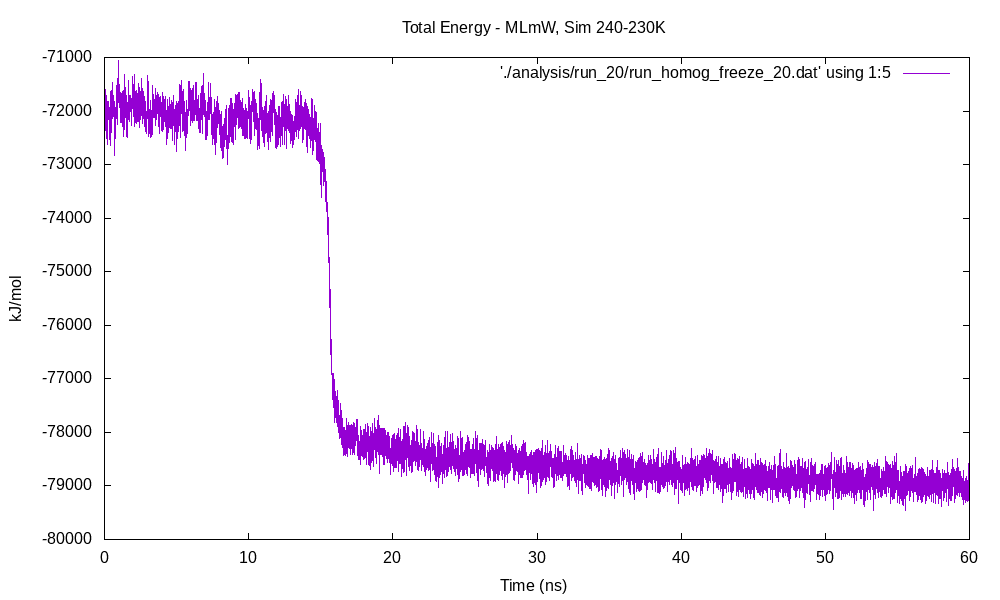 Total Energy - MLmW, Sim 240-230K
'./analysis/run_20/run_homog_freeze_20.dat' using 1:5
kJ/mol
-71000
-72000
-73000
-74000
-75000
-76000
-77000
-78000
-79000
-80000
0 10 20 30 40 50 60
Time (ns)